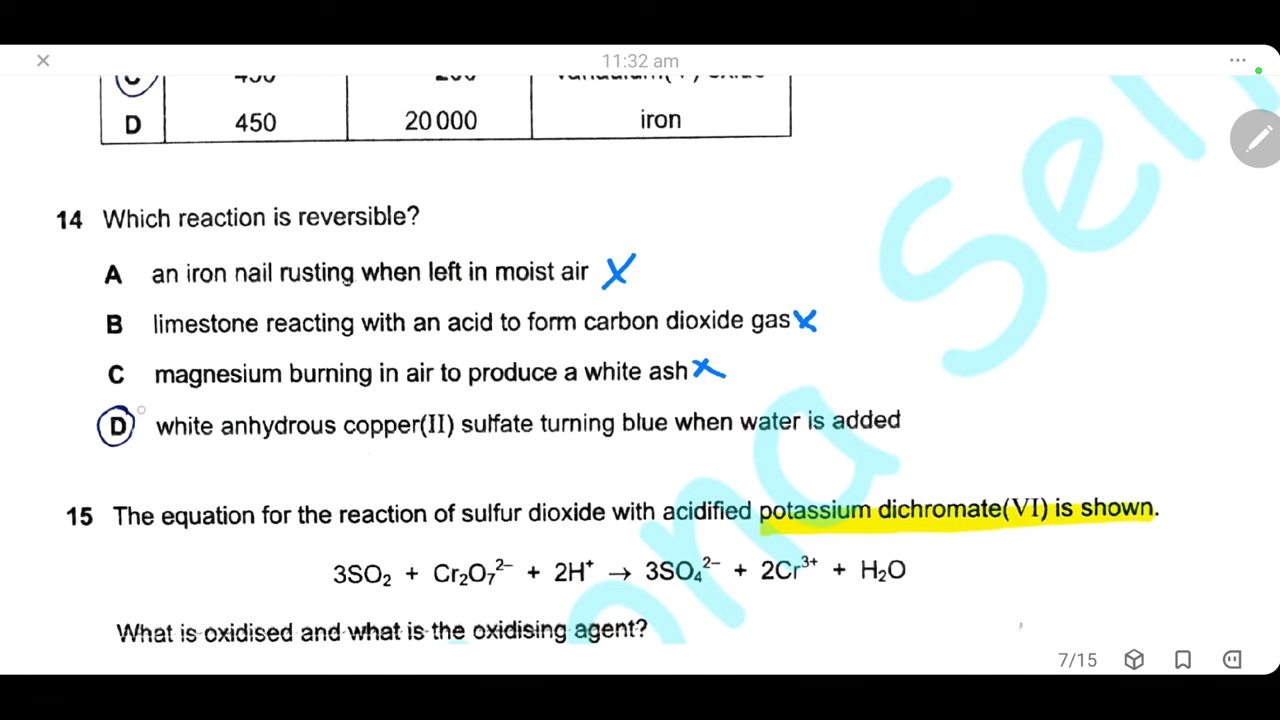 11:32 am
D 450 20 000 iron
14 Which reaction is reversible?
A an iron nail rusting when left in moist air
B limestone reacting with an acid to form carbon dioxide gas
C magnesium burning in air to produce a white ash
D white anhydrous copper(II) sulfate turning blue when water is added
15 The equation for the reaction of sulfur dioxide with acidified potassium dichromate(VI) is shown.
3SO₂ + Cr₂O₇²⁻ + 2H⁺ → 3SO₄²⁻ + 2Cr³⁺ + H₂O
What is oxidised and what is the oxidising agent?
7/15